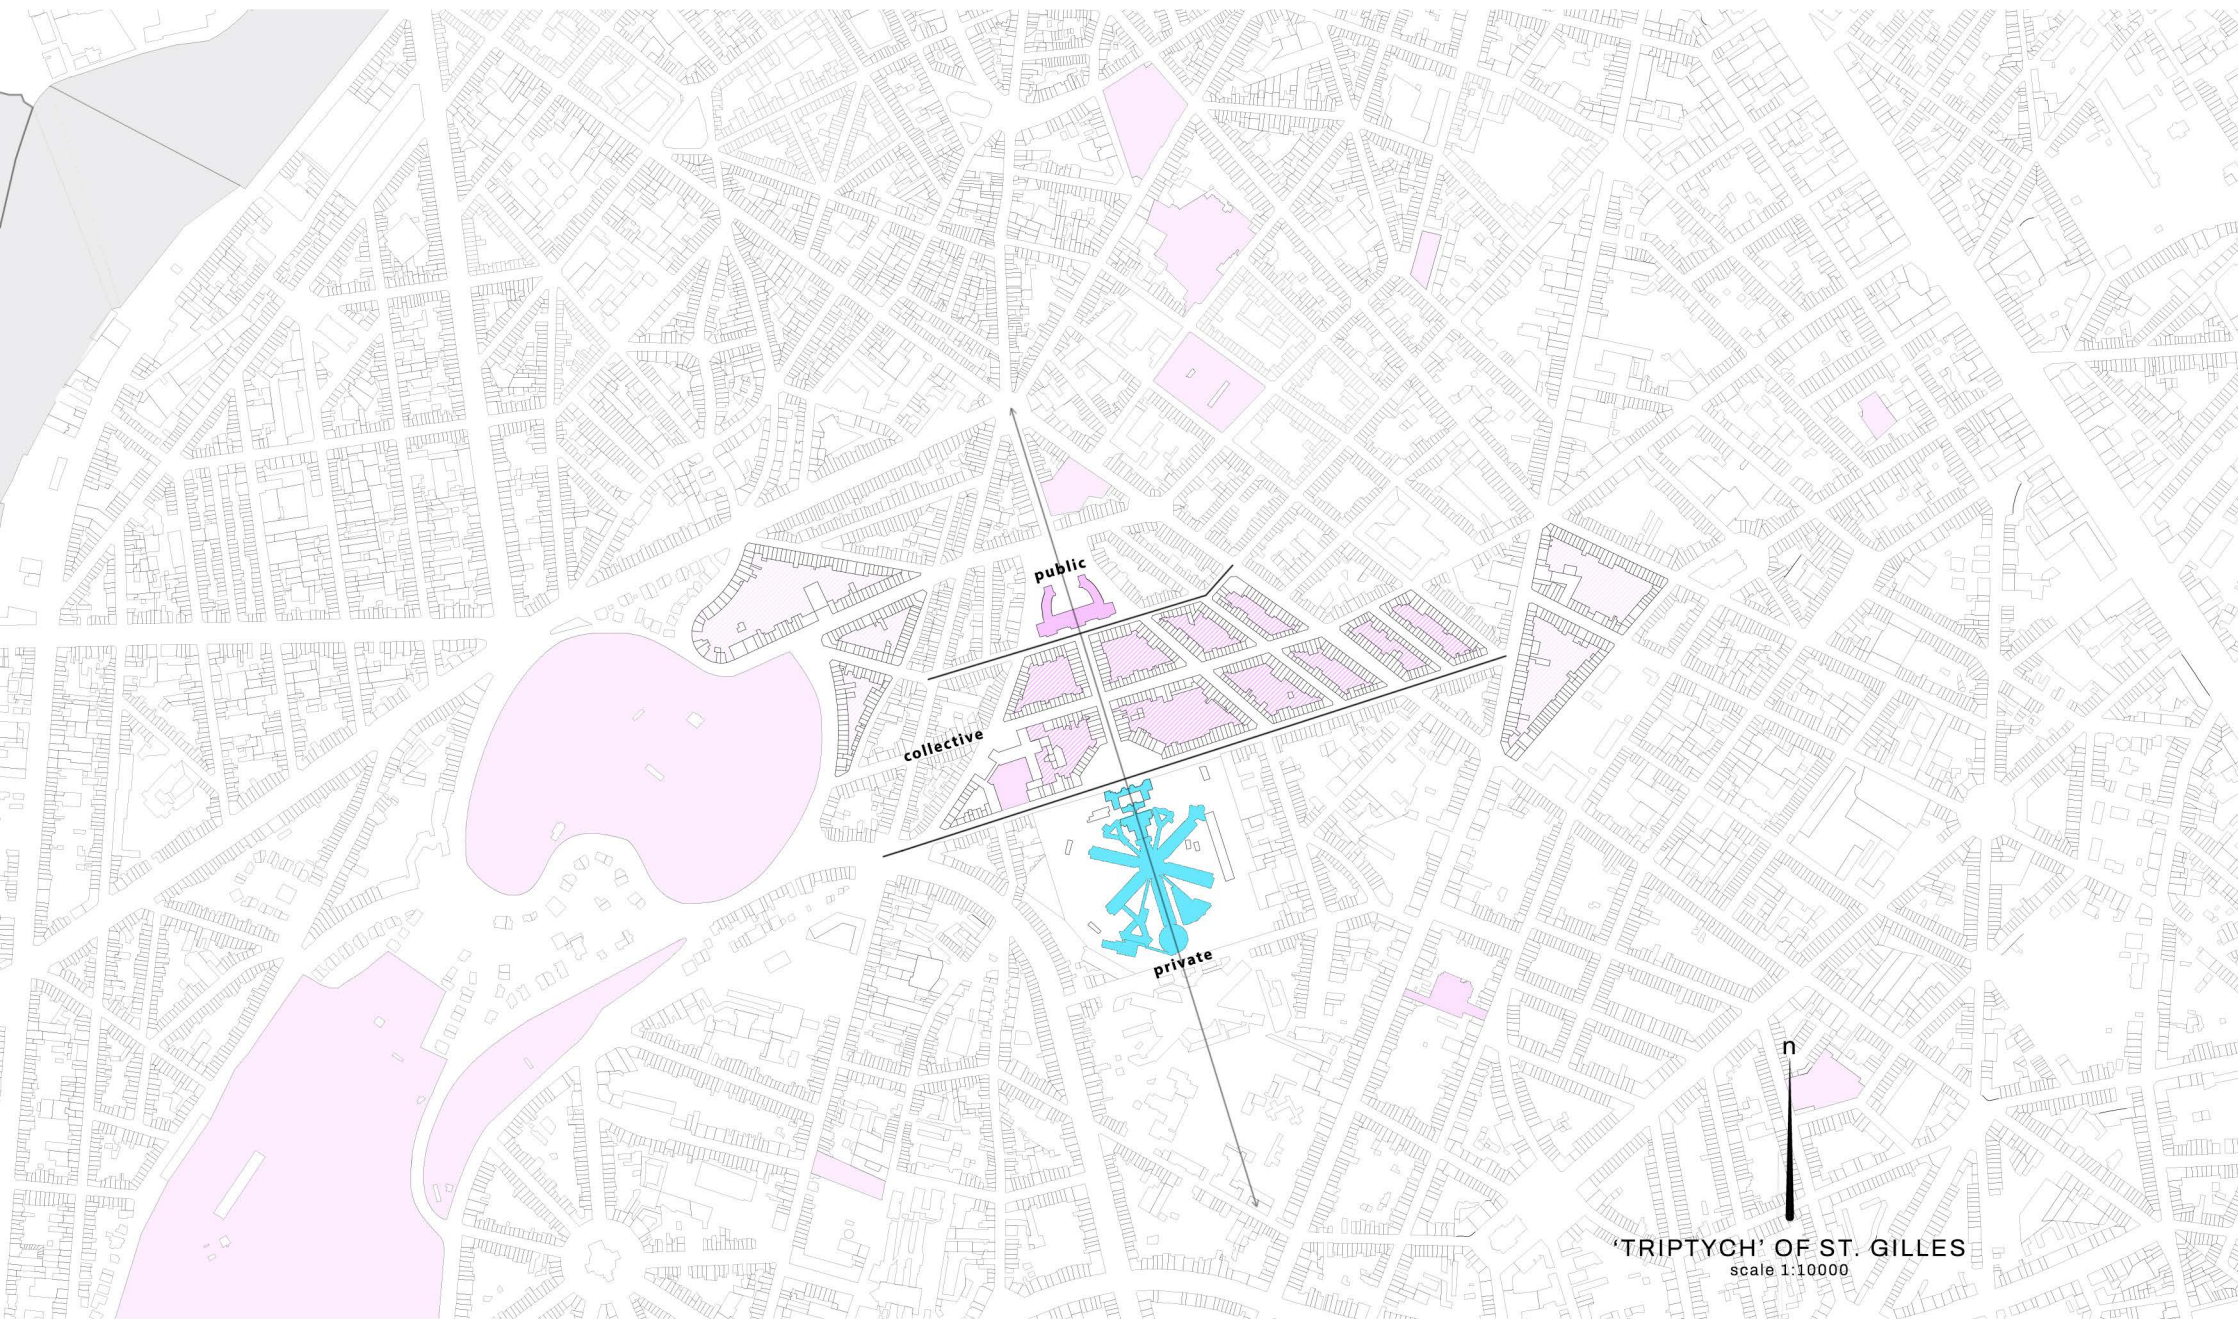 public
collective
private
n
‘TRIPTYCH’ OF ST. GILLES
scale 1:10000